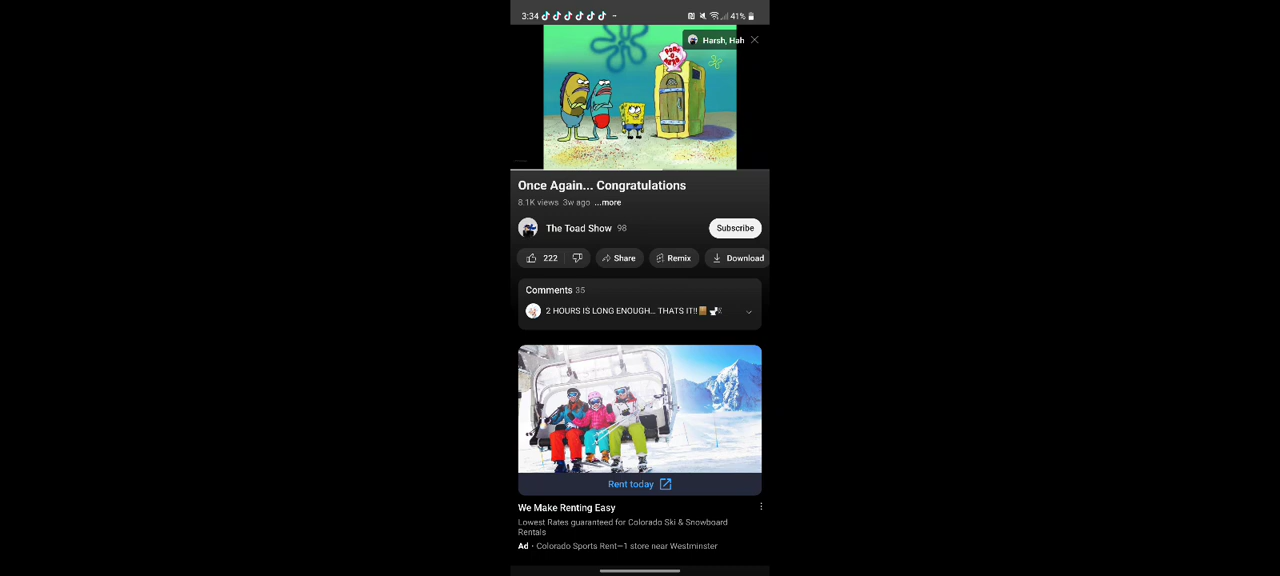 3:34
41%
Harsh, Hah
Once Again... Congratulations
8.1K views 3w ago ...more
The Toad Show 98
Subscribe
222
Share
Remix
Download
Comments 35
2 HOURS IS LONG ENOUGH... THATS IT!!
Rent today
We Make Renting Easy
Lowest Rates guaranteed for Colorado Ski & Snowboard
Rentals
Ad · Colorado Sports Rent—1 store near Westminster